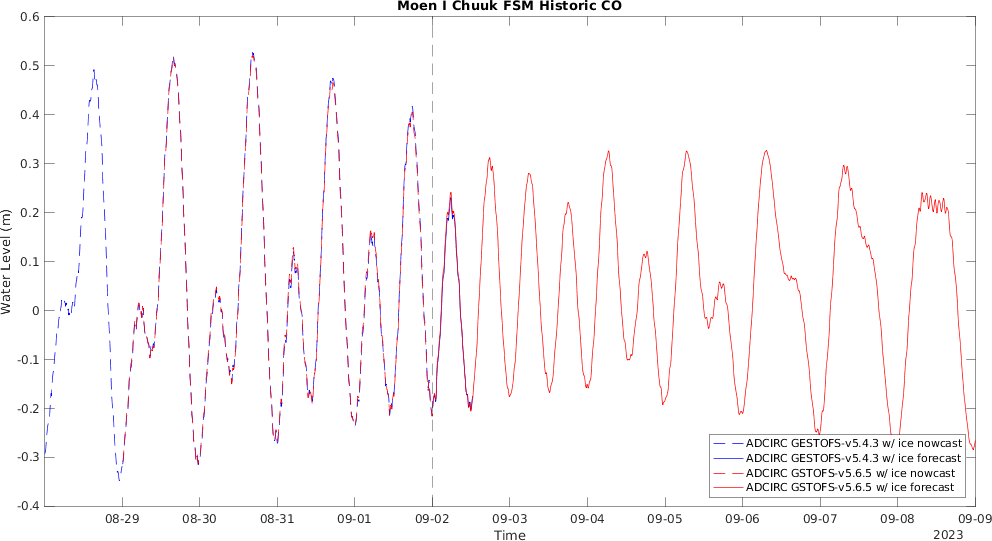 Moen I Chuuk FSM Historic CO
0.6
0.5
0.4
0.3
0.2
0.1
0
-0.1
-0.2
-0.3
-0.4
Water Level (m)
ADCIRC GESTOFS-v5.4.3 w/ ice nowcast
ADCIRC GESTOFS-v5.4.3 w/ ice forecast
ADCIRC GSTOFS-v5.6.5 w/ ice nowcast
ADCIRC GSTOFS-v5.6.5 w/ ice forecast
08-29 08-30 08-31 09-01 09-02 09-03 09-04 09-05 09-06 09-07 09-08 09-09
Time
2023